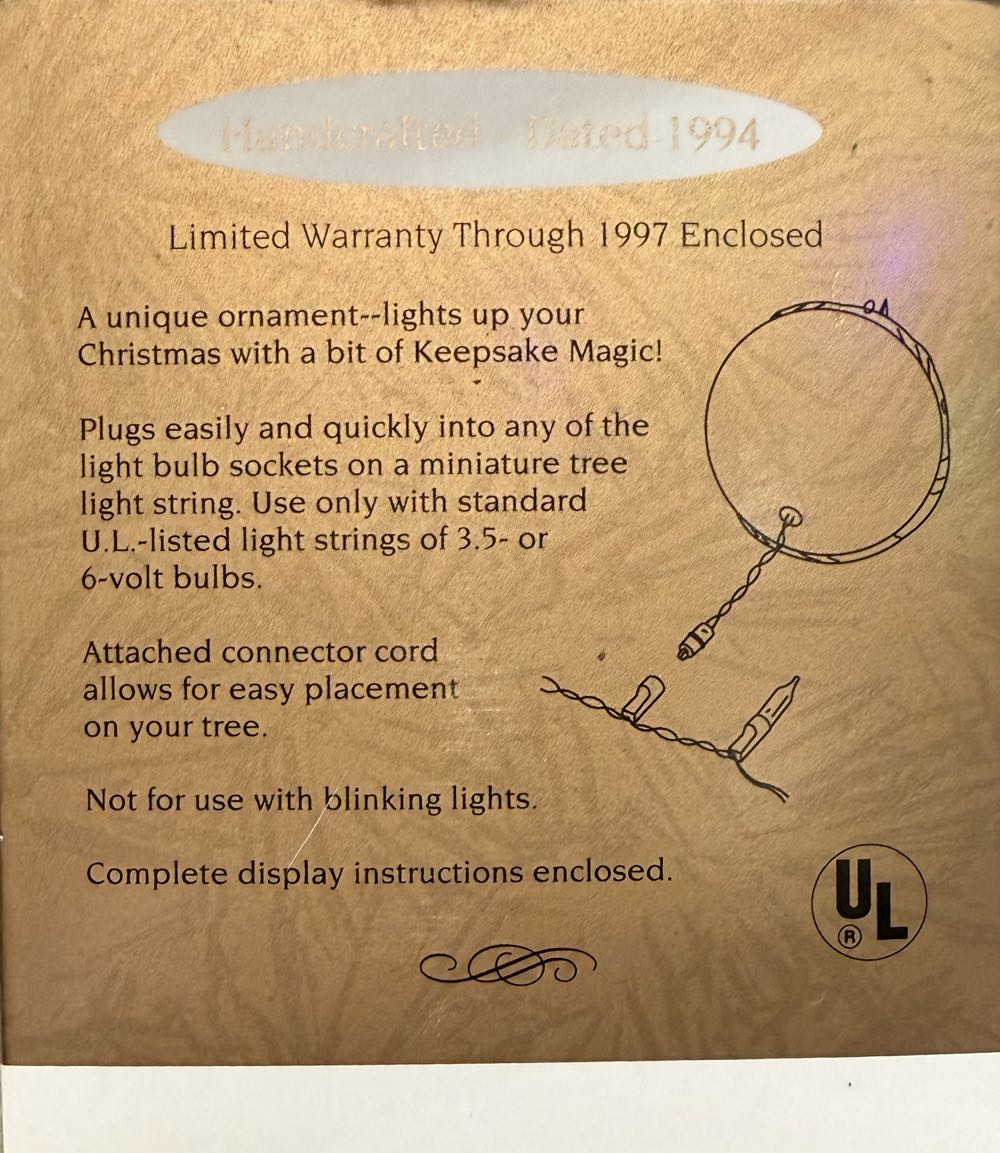 Handcrafted - Dated 1994
Limited Warranty Through 1997 Enclosed
A unique ornament--lights up your
Christmas with a bit of Keepsake Magic!
Plugs easily and quickly into any of the
light bulb sockets on a miniature tree
light string. Use only with standard
U.L.-listed light strings of 3.5- or
6-volt bulbs.
Attached connector cord
allows for easy placement
on your tree.
Not for use with blinking lights.
Complete display instructions enclosed.
UL
®